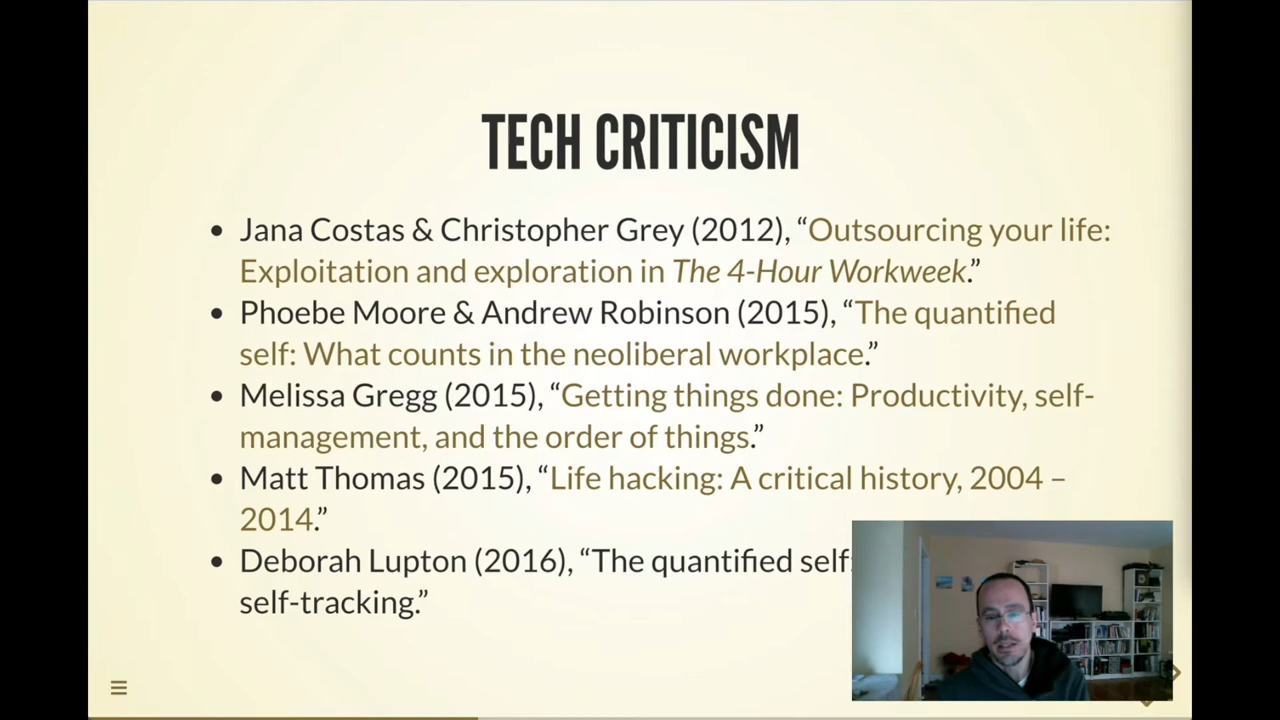 TECH CRITICISM
• Jana Costas & Christopher Grey (2012), “Outsourcing your life:
Exploitation and exploration in The 4-Hour Workweek.”
• Phoebe Moore & Andrew Robinson (2015), “The quantified
self: What counts in the neoliberal workplace.”
• Melissa Gregg (2015), “Getting things done: Productivity, self-
management, and the order of things.”
• Matt Thomas (2015), “Life hacking: A critical history, 2004 –
2014.”
• Deborah Lupton (2016), “The quantified self:
self-tracking.”